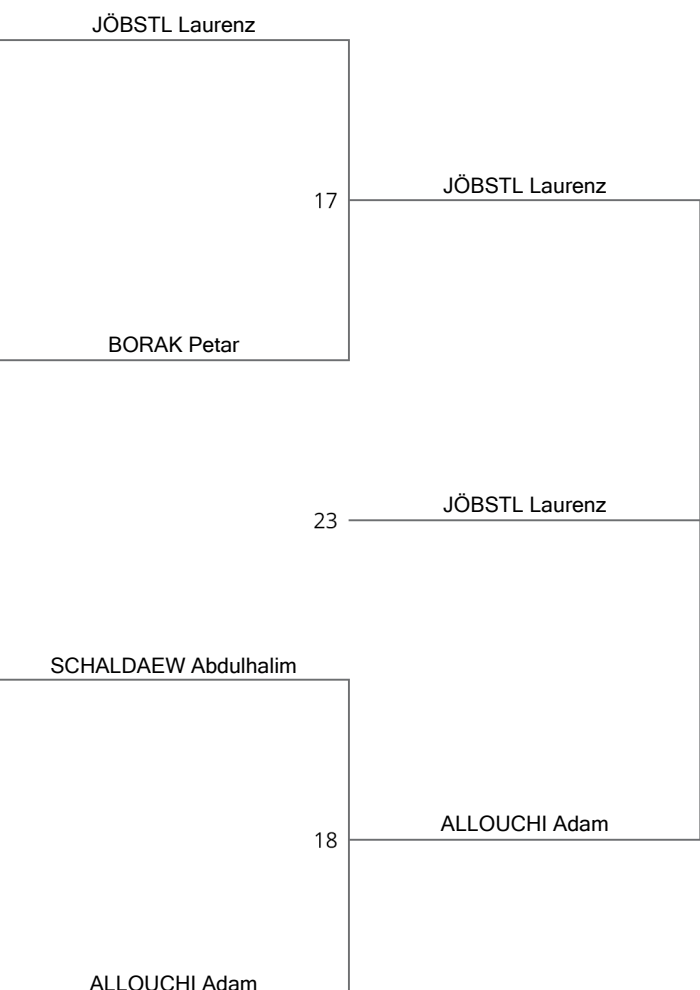 JÖBSTL Laurenz
17
JÖBSTL Laurenz
BORAK Petar
23
JÖBSTL Laurenz
SCHALDAEW Abdulhalim
18
ALLOUCHI Adam
ALLOUCHI Adam